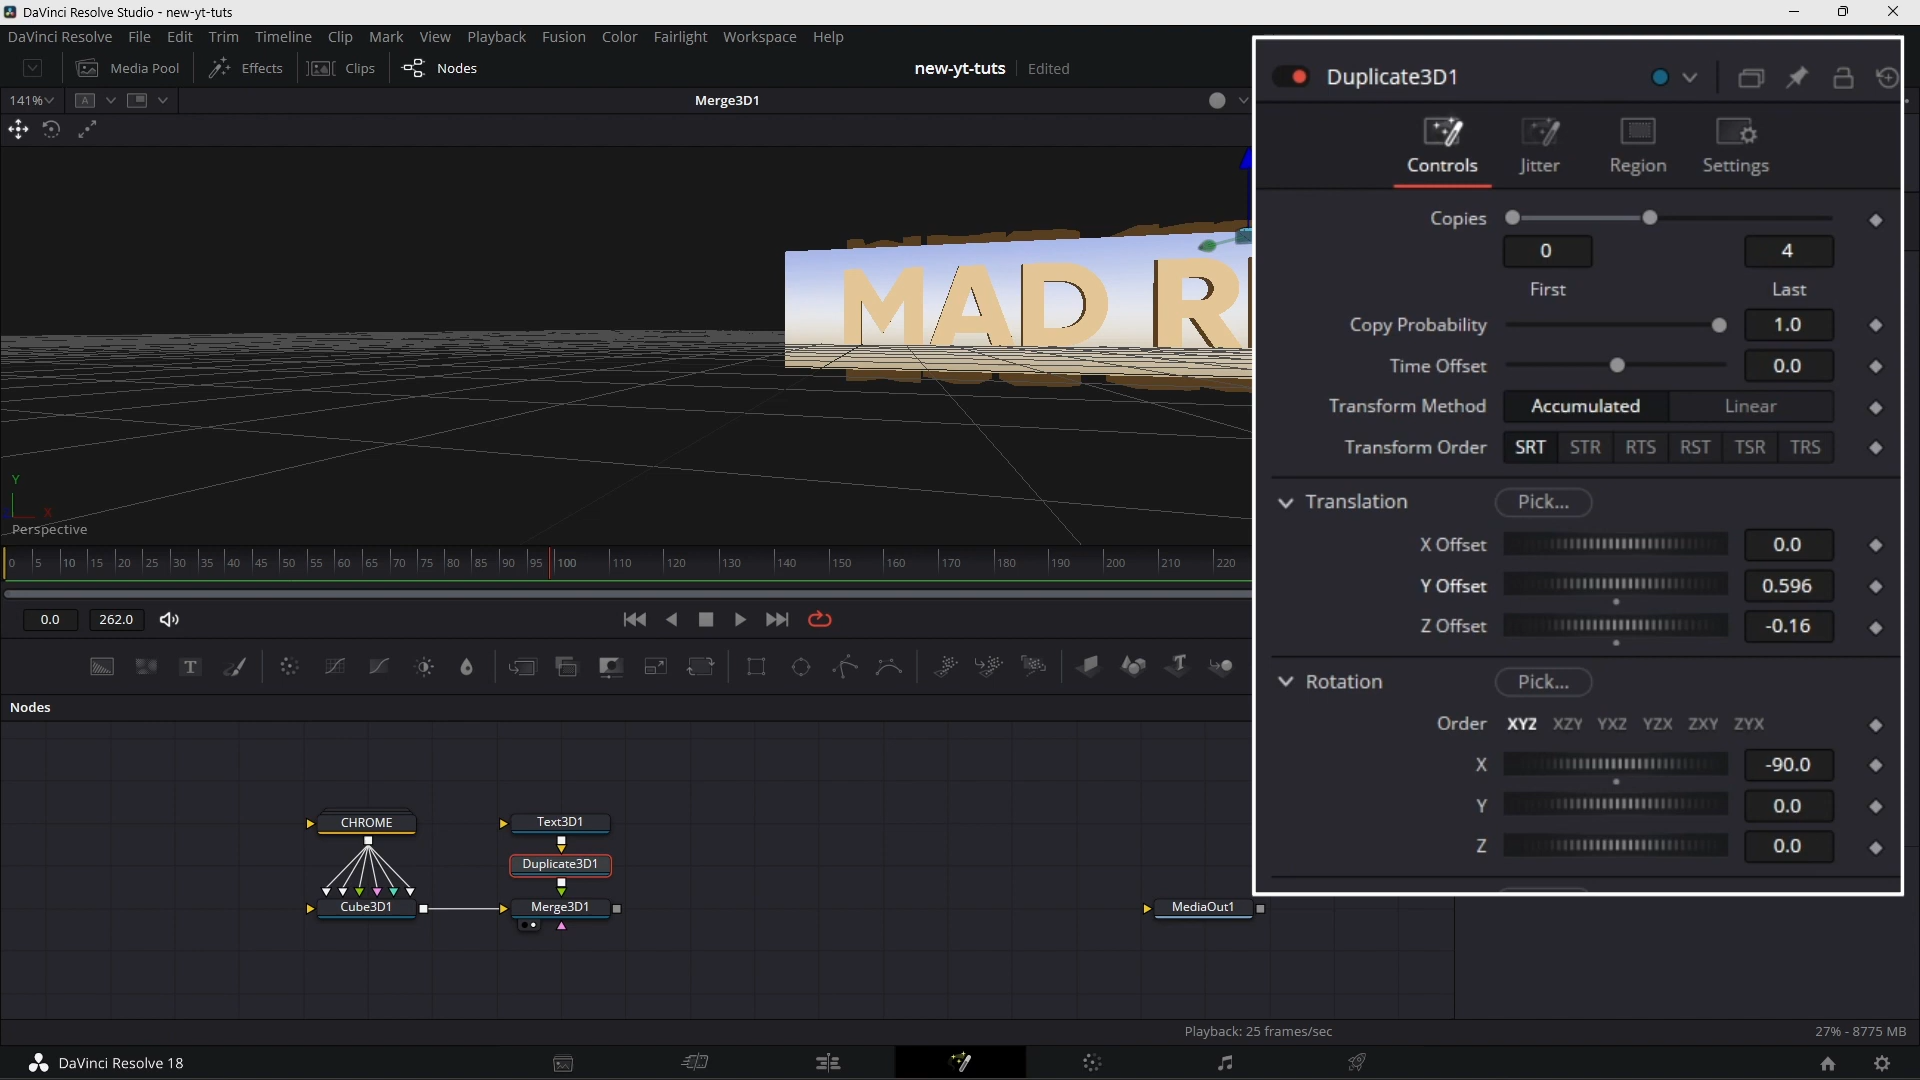 DaVinci Resolve Studio - new-yt-tuts
DaVinci Resolve File Edit Trim Timeline Clip Mark View Playback Fusion Color Fairlight Workspace Help
Media Pool Effects Clips Nodes
new-yt-tuts Edited
141% A
Merge3D1
MAD R
Y
X
Perspective
0 5 10 15 20 25 30 35 40 45 50 55 60 65 70 75 80 85 90 95 100 110 120 130 140 150 160 170 180 190 200 210 220
0.0 262.0
T
Nodes
CHROME
Text3D1
Duplicate3D1
Cube3D1
Merge3D1
MediaOut1
Duplicate3D1
Controls Jitter Region Settings
Copies
0 4
First Last
Copy Probability 1.0
Time Offset 0.0
Transform Method Accumulated Linear
Transform Order SRT STR RTS RST TSR TRS
Translation Pick...
X Offset 0.0
Y Offset 0.596
Z Offset -0.16
Rotation Pick...
Order XYZ XZY YXZ YZX ZXY ZYX
X -90.0
Y 0.0
Z 0.0
Playback: 25 frames/sec
27% - 8775 MB
DaVinci Resolve 18